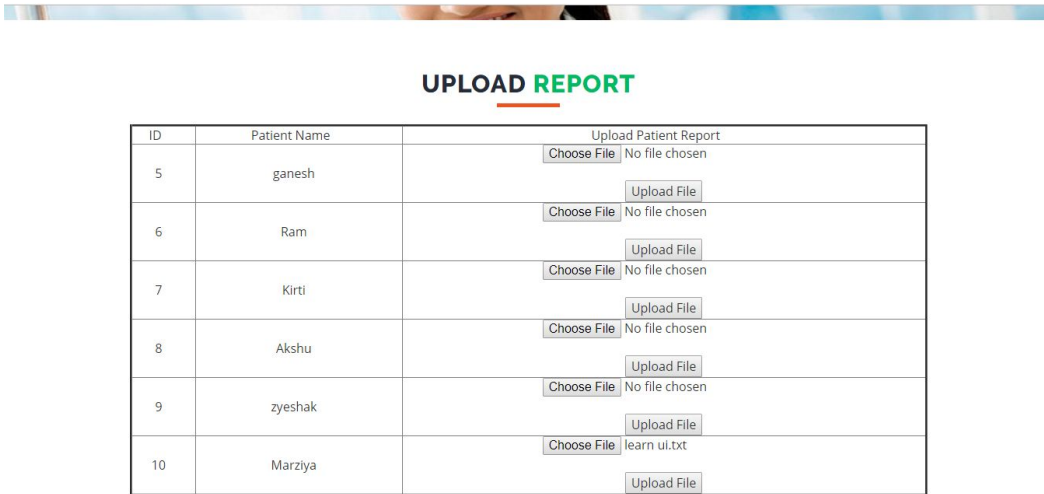 UPLOAD REPORT
ID Patient Name Upload Patient Report
5 ganesh Choose File No file chosen
Upload File
6 Ram Choose File No file chosen
Upload File
7 Kirti Choose File No file chosen
Upload File
8 Akshu Choose File No file chosen
Upload File
9 zyeshak Choose File No file chosen
Upload File
10 Marziya Choose File learn ui.txt
Upload File